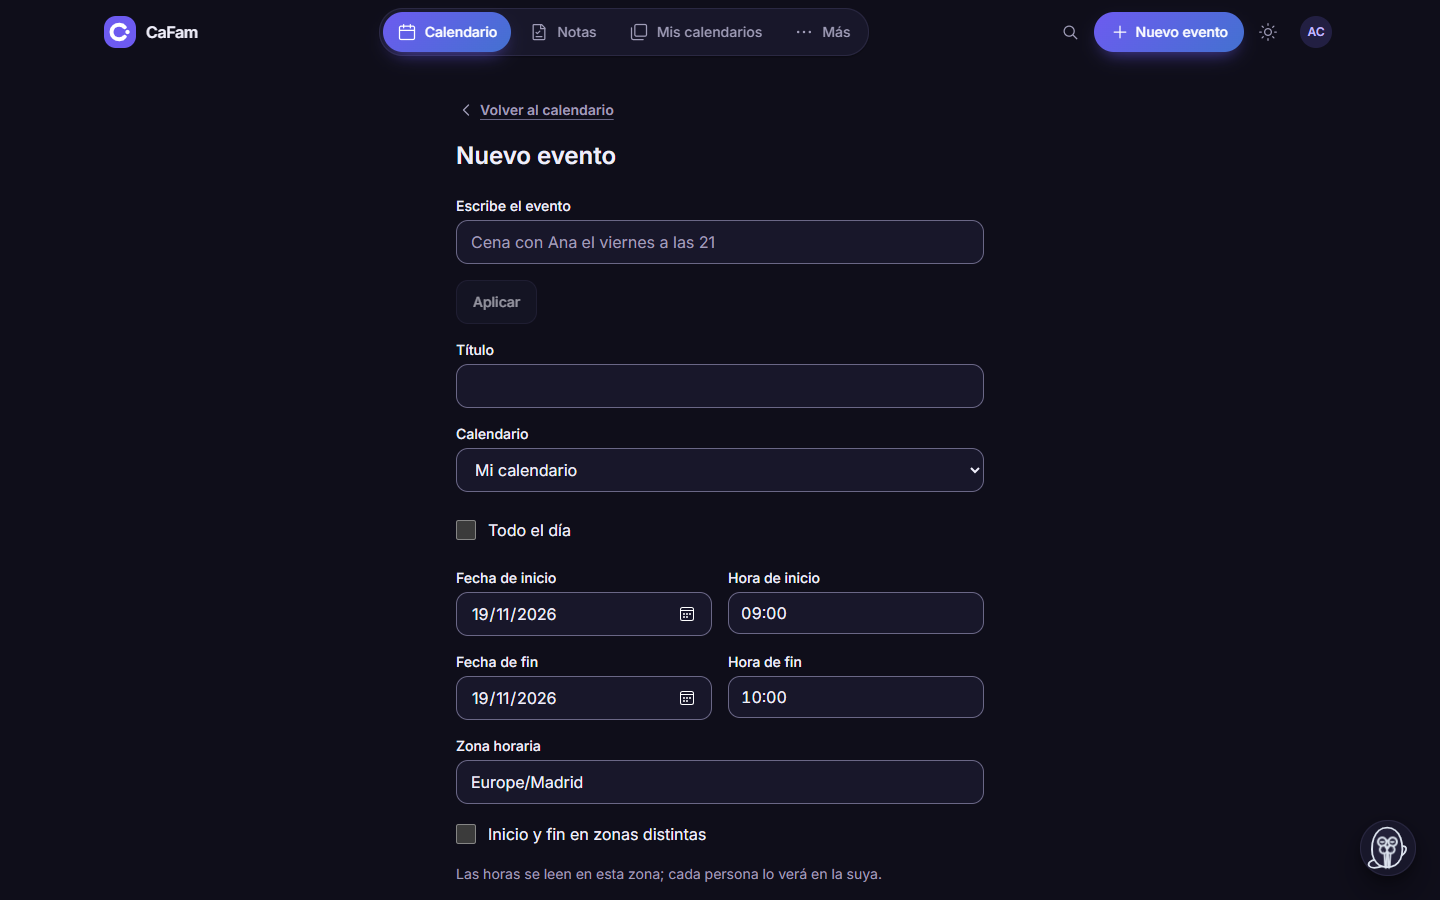 CaFam
Calendario
Notas
Mis calendarios
Más
Nuevo evento
AC
Volver al calendario
Nuevo evento
Escribe el evento
Cena con Ana el viernes a las 21
Aplicar
Título
Calendario
Mi calendario
Todo el día
Fecha de inicio
Hora de inicio
19/11/2026
09:00
Fecha de fin
Hora de fin
19/11/2026
10:00
Zona horaria
Europe/Madrid
Inicio y fin en zonas distintas
Las horas se leen en esta zona; cada persona lo verá en la suya.